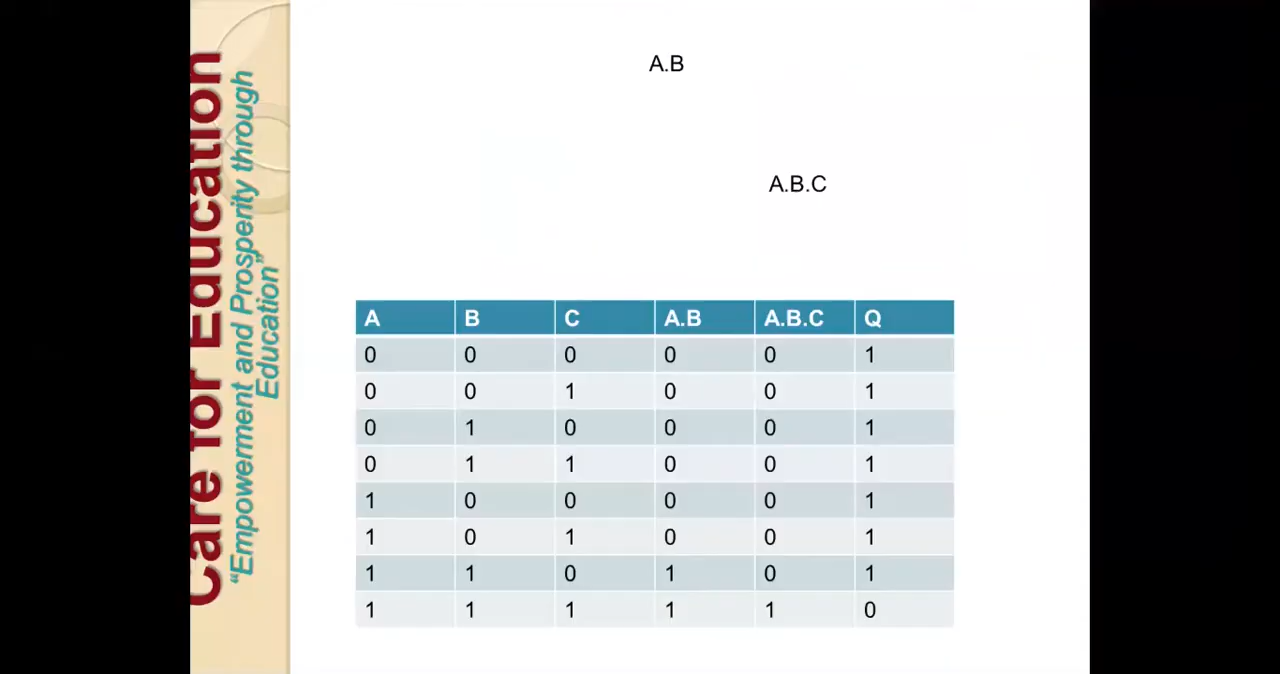 Care for Education
“Empowerment and Prosperity through
Education”
A.B
A.B.C
A B C A.B A.B.C Q
0 0 0 0 0 1
0 0 1 0 0 1
0 1 0 0 0 1
0 1 1 0 0 1
1 0 0 0 0 1
1 0 1 0 0 1
1 1 0 1 0 1
1 1 1 1 1 0